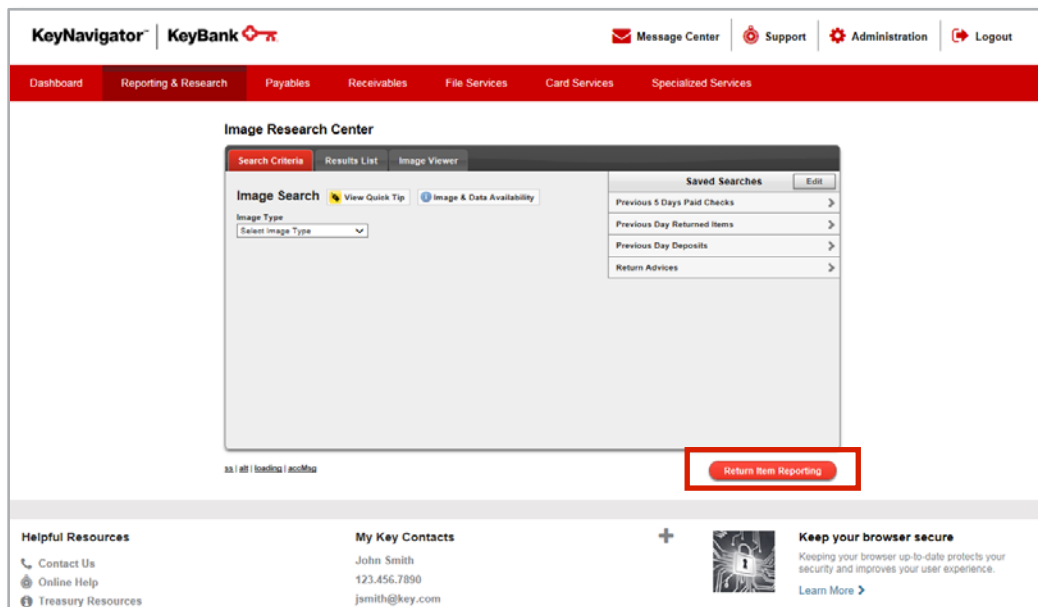 KeyNavigator™ | KeyBank
Message Center
Support
Administration
Logout
Dashboard
Reporting & Research
Payables
Receivables
File Services
Card Services
Specialized Services
Image Research Center
Search Criteria
Results List
Image Viewer
Image Search
View Quick Tip
Image & Data Availability
Image Type
Select Image Type
Saved Searches
Edit
Previous 5 Days Paid Checks
Previous Day Returned Items
Previous Day Deposits
Return Advices
ss | alt | loading | accMsg
Return Item Reporting
Helpful Resources
Contact Us
Online Help
Treasury Resources
My Key Contacts
John Smith
123.456.7890
jsmith@key.com
Keep your browser secure
Keeping your browser up-to-date protects your
security and improves your user experience.
Learn More